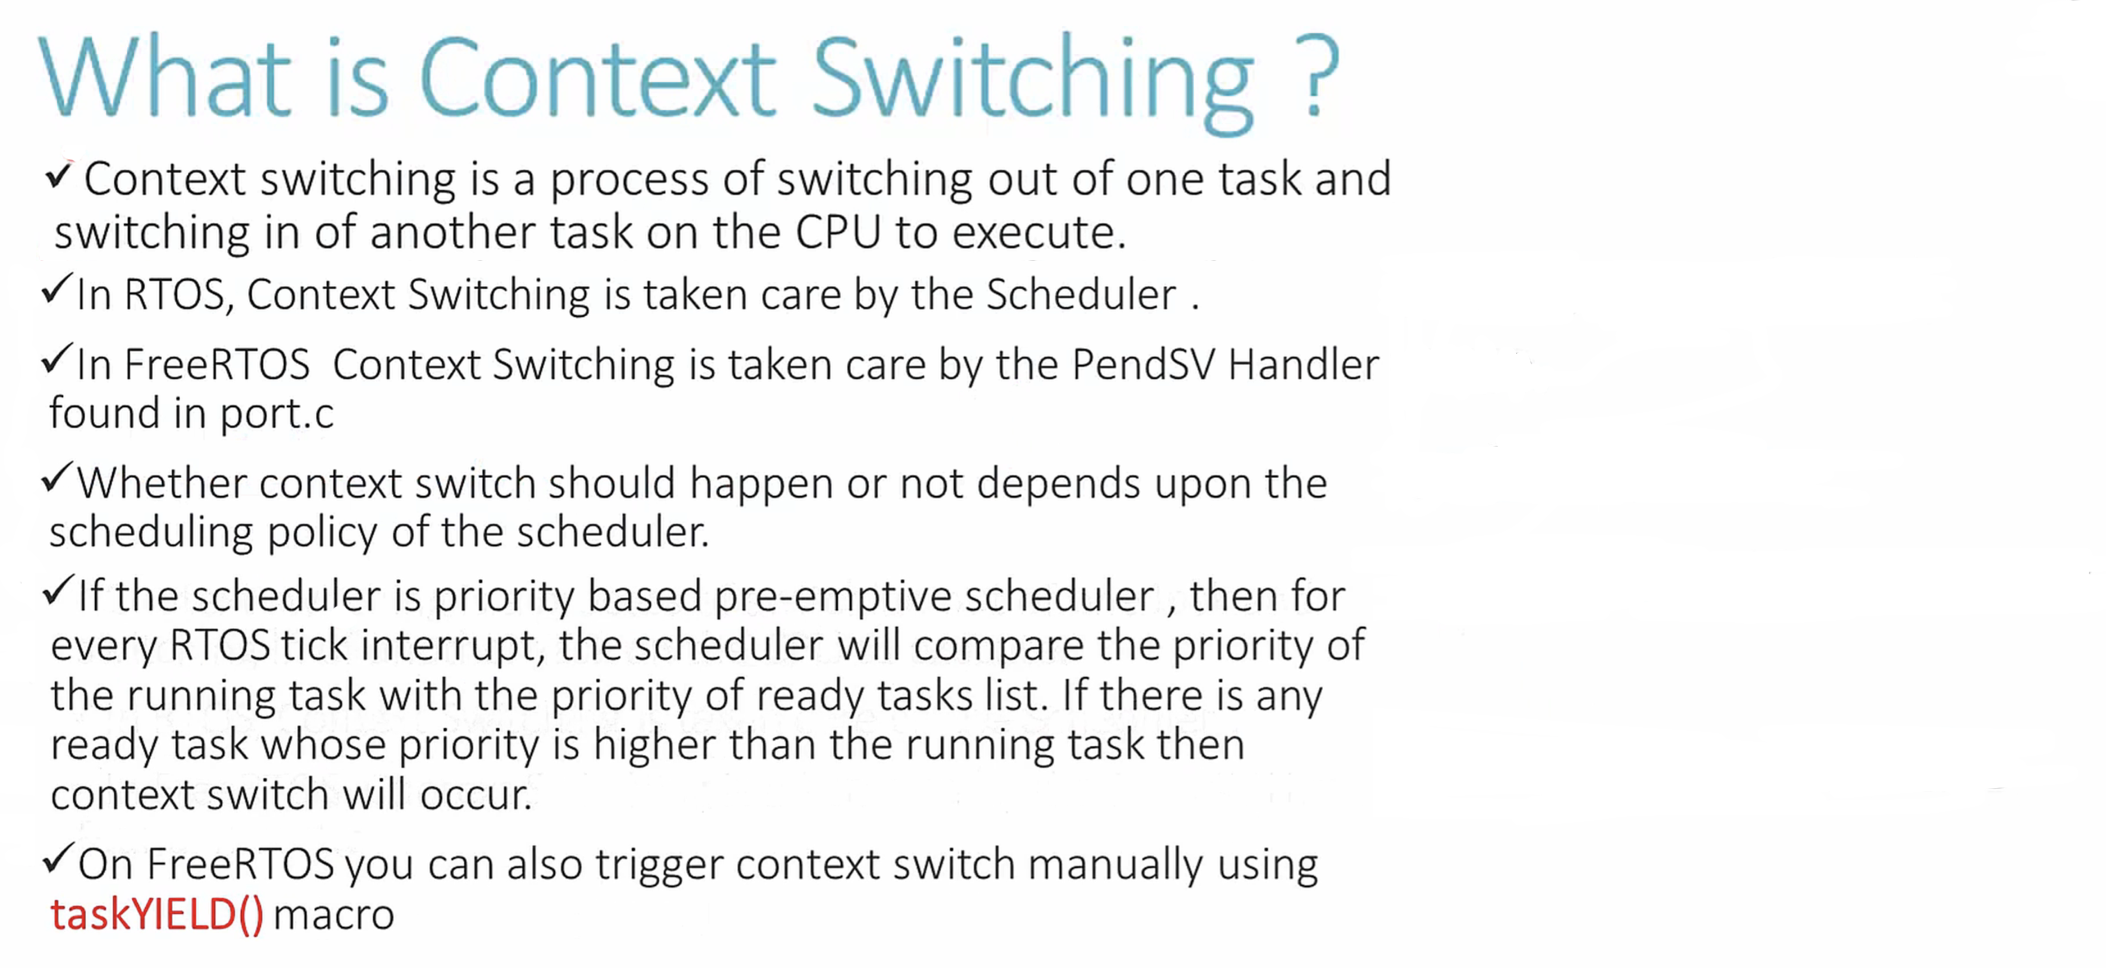 What is Context Switching ?
✓ Context switching is a process of switching out of one task and
switching in of another task on the CPU to execute.
✓In RTOS, Context Switching is taken care by the Scheduler .
✓In FreeRTOS  Context Switching is taken care by the PendSV Handler
found in port.c
✓Whether context switch should happen or not depends upon the
scheduling policy of the scheduler.
✓If the scheduler is priority based pre-emptive scheduler , then for
every RTOS tick interrupt, the scheduler will compare the priority of
the running task with the priority of ready tasks list. If there is any
ready task whose priority is higher than the running task then
context switch will occur.
✓On FreeRTOS you can also trigger context switch manually using
taskYIELD() macro